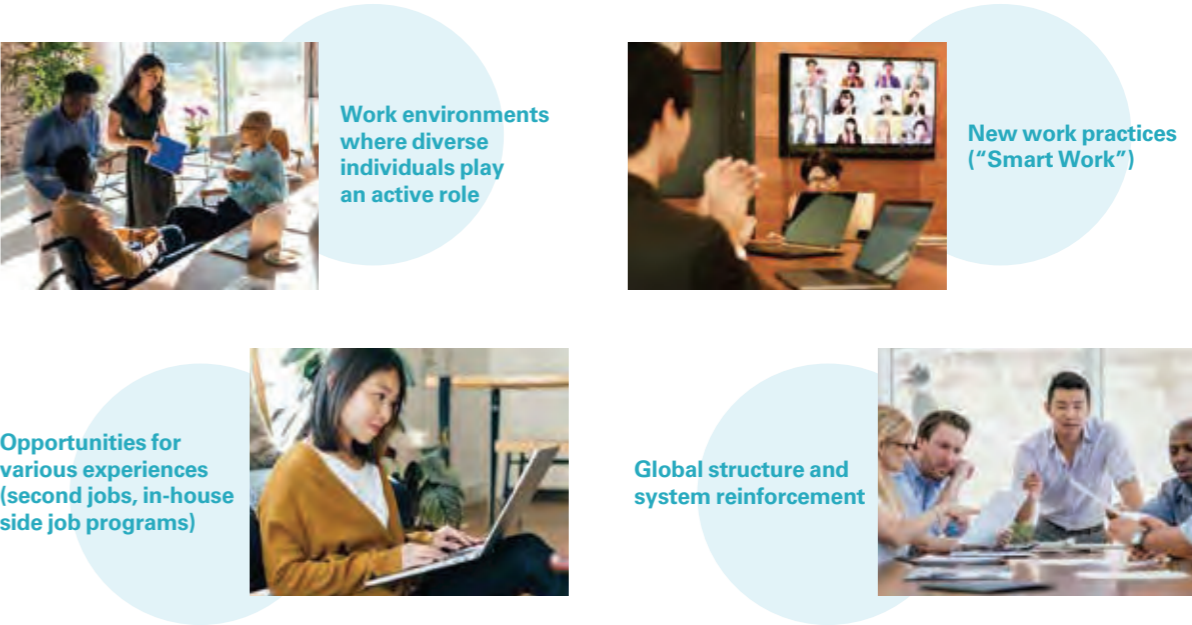 Work environments
where diverse
individuals play
an active role
New work practices
(“Smart Work”)
Opportunities for
various experiences
(second jobs, in-house
side job programs)
Global structure and
system reinforcement